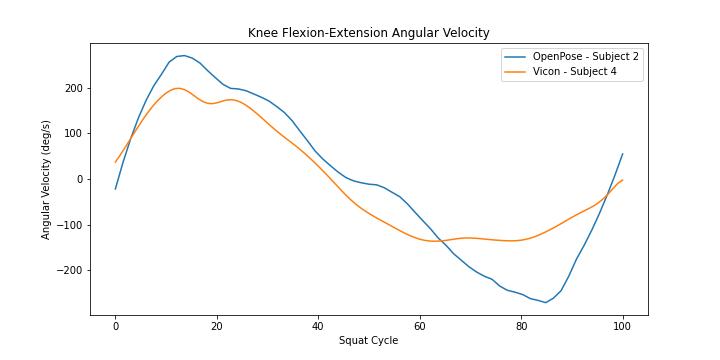 Knee Flexion-Extension Angular Velocity
OpenPose - Subject 2
Vicon - Subject 4
Angular Velocity (deg/s)
200
100
0
−100
−200
0 20 40 60 80 100
Squat Cycle